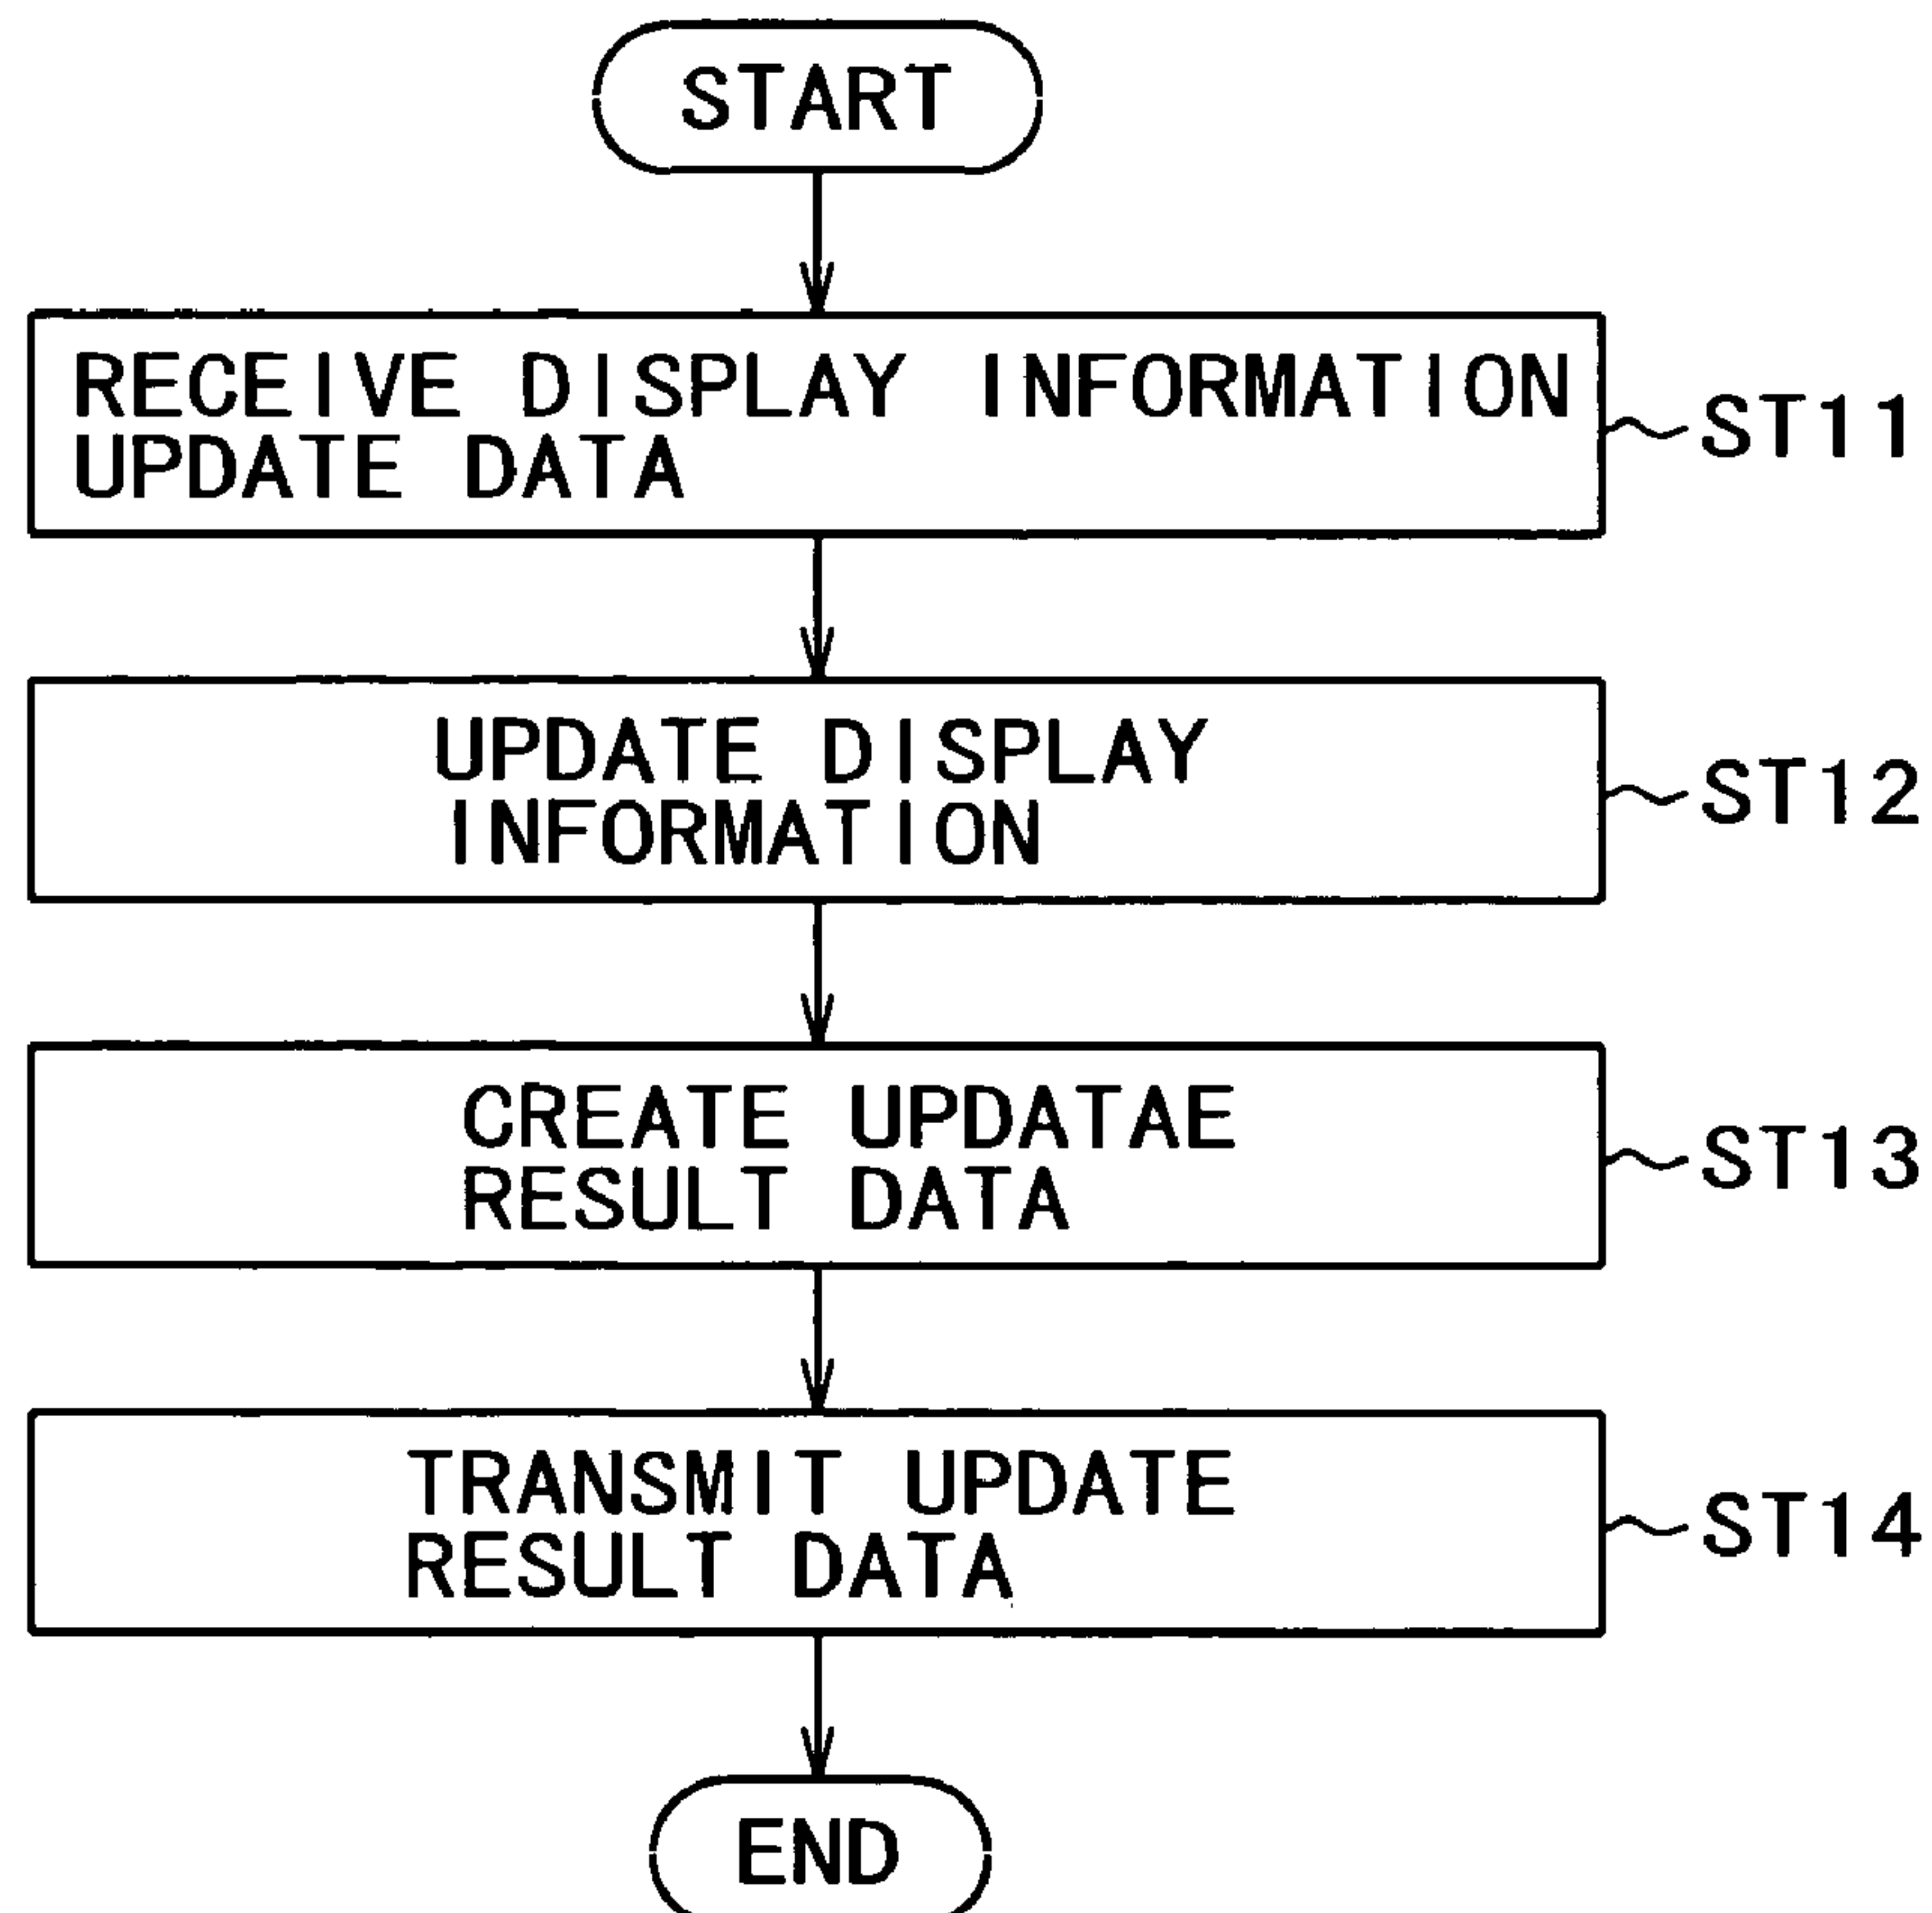 START
RECEIVE DISPLAY INFORMATION
UPDATE DATA
ST11
UPDATE DISPLAY
INFORMATION
ST12
CREATE UPDATAE
RESULT DATA
ST13
TRANSMIT UPDATE
RESULT DATA
ST14
END